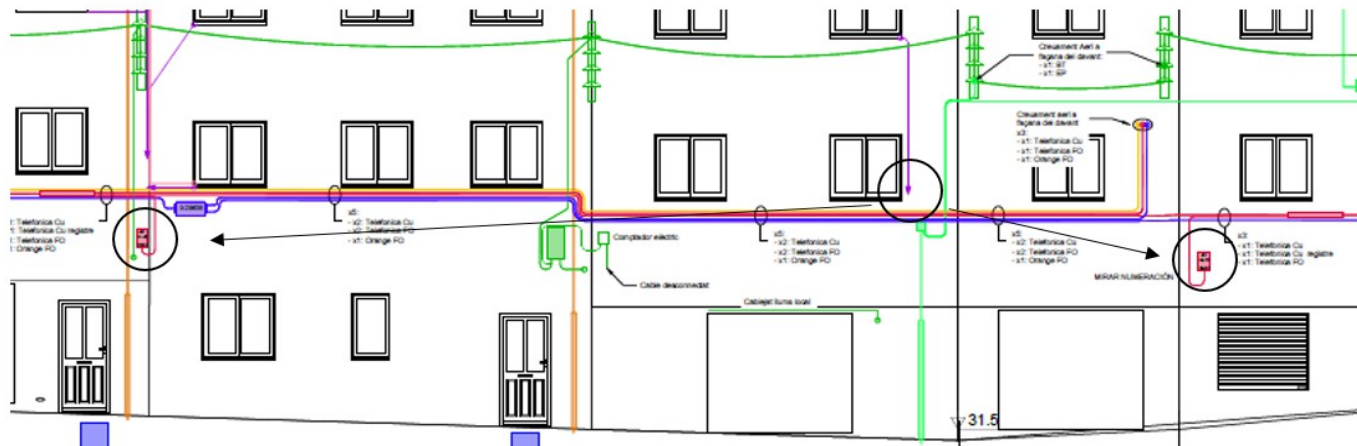 Creuament Aeri a
façana del davant:
- x1: BT
- x1: EP
Creuament aeri a
façana del davant
x3:
- x1: Telefonica Cu
- x1: Telefonica FO
- x1: Orange FO
Telefonica Cu
Telefonica Cu registre
Telefonica FO
Orange FO
x5:
- x2: Telefonica Cu
- x2: Telefonica FO
- x1: Orange FO
Comptador elèctric
Cable desconnectat
x5:
- x2: Telefonica Cu
- x2: Telefonica FO
- x1: Orange FO
x5:
- x2: Telefonica Cu
- x2: Telefonica FO
- x1: Orange FO
x3:
- x1: Telefonica Cu
- x1: Telefonica Cu registre
- x1: Telefonica FO
MIRAR NUMERACIÓN
Cablejat llums local
31.5